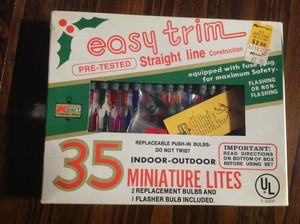 easy trim
PRE-TESTED
Straight line Construction
equipped with fuse plug
for maximum Safety.
FLASHING
OR NON-
FLASHING
REPLACEABLE PUSH-IN BULBS-
DO NOT TWIST
INDOOR-OUTDOOR
35 MINIATURE LITES
2 REPLACEMENT BULBS AND
1 FLASHER BULB INCLUDED.
IMPORTANT!
READ DIRECTIONS
ON BOTTOM OF BOX
BEFORE USING SET
UL